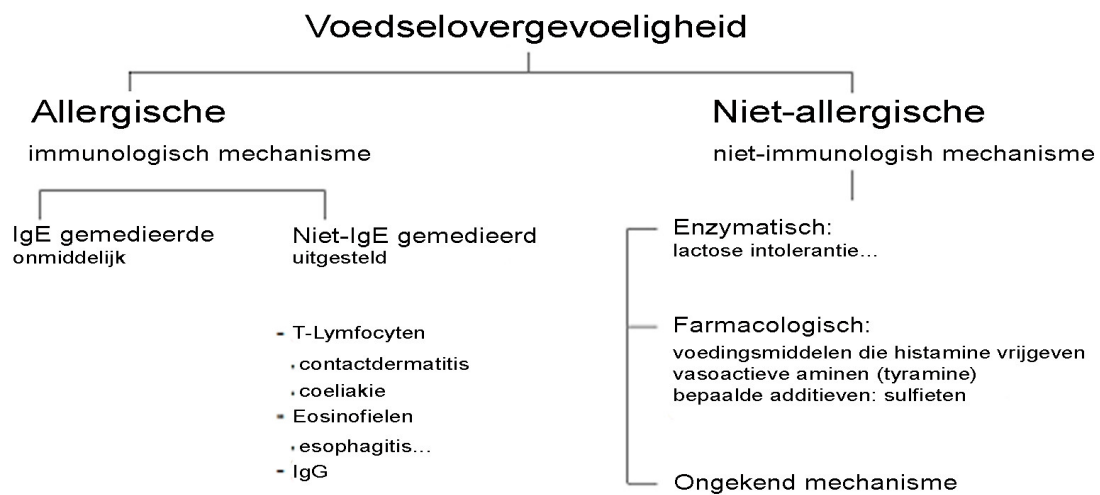 Voedselovergevoeligheid
Allergische
immunologisch mechanisme
IgE gemedieerde
onmiddelijk
Niet-IgE gemedieerd
uitgesteld
- T-Lymfocyten
. contactdermatitis
. coeliakie
- Eosinofielen
. esophagitis...
- IgG
Niet-allergische
niet-immunologish mechanisme
Enzymatisch:
lactose intolerantie...
Farmacologisch:
voedingsmiddelen die histamine vrijgeven
vasoactieve aminen (tyramine)
bepaalde additieven: sulfieten
Ongekend mechanisme